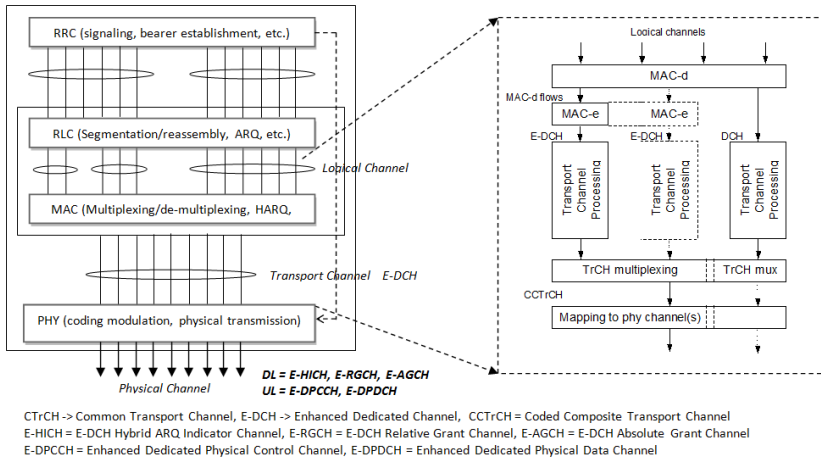 RRC (signaling, bearer establishment, etc.)
RLC (Segmentation/reassembly, ARQ, etc.)
Logical Channel
MAC (Multiplexing/de-multiplexing, HARQ,
Transport Channel E-DCH
PHY (coding modulation, physical transmission)
DL = E-HICH, E-RGCH, E-AGCH
Physical Channel
UL = E-DPCCH, E-DPDCH
Logical channels
MAC-d
MAC-d flows
MAC-e
MAC-e
E-DCH
E-DCH
DCH
Transport Channel Processing
Transport Channel Processing
Transport Channel Processing
TrCH multiplexing
TrCH mux
CCTrCH
Mapping to phy channel(s)
CTrCH -> Common Transport Channel, E-DCH -> Enhanced Dedicated Channel, CCTrCH = Coded Composite Transport Channel
E-HICH = E-DCH Hybrid ARQ Indicator Channel, E-RGCH = E-DCH Relative Grant Channel, E-AGCH = E-DCH Absolute Grant Channel
E-DPCCH = Enhanced Dedicated Physical Control Channel, E-DPDCH = Enhanced Dedicated Physical Data Channel